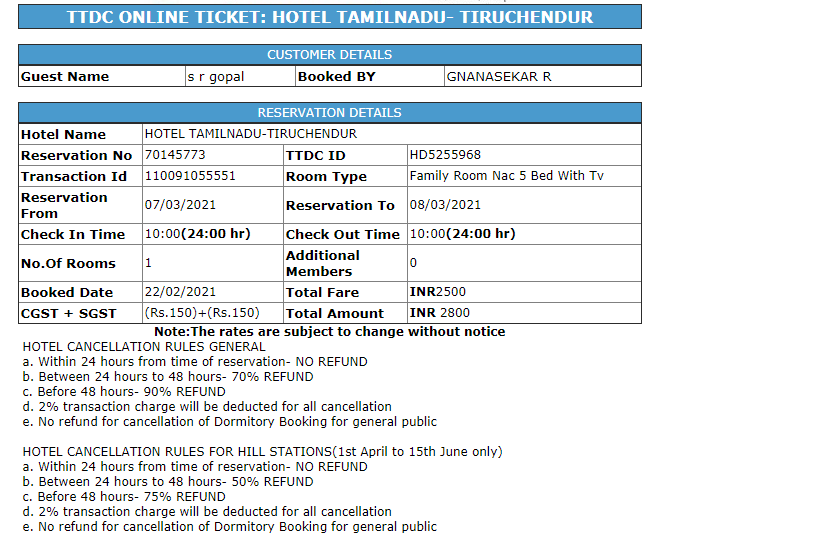 TTDC ONLINE TICKET: HOTEL TAMILNADU- TIRUCHENDUR
CUSTOMER DETAILS
Guest Name s r gopal Booked BY GNANASEKAR R
RESERVATION DETAILS
Hotel Name HOTEL TAMILNADU-TIRUCHENDUR
Reservation No 70145773 TTDC ID HD5255968
Transaction Id 110091055551 Room Type Family Room Nac 5 Bed With Tv
Reservation From 07/03/2021 Reservation To 08/03/2021
Check In Time 10:00(24:00 hr) Check Out Time 10:00(24:00 hr)
No.Of Rooms 1 Additional Members 0
Booked Date 22/02/2021 Total Fare INR2500
CGST + SGST (Rs.150)+(Rs.150) Total Amount INR 2800
Note:The rates are subject to change without notice
HOTEL CANCELLATION RULES GENERAL
a. Within 24 hours from time of reservation- NO REFUND
b. Between 24 hours to 48 hours- 70% REFUND
c. Before 48 hours- 90% REFUND
d. 2% transaction charge will be deducted for all cancellation
e. No refund for cancellation of Dormitory Booking for general public
HOTEL CANCELLATION RULES FOR HILL STATIONS(1st April to 15th June only)
a. Within 24 hours from time of reservation- NO REFUND
b. Between 24 hours to 48 hours- 50% REFUND
c. Before 48 hours- 75% REFUND
d. 2% transaction charge will be deducted for all cancellation
e. No refund for cancellation of Dormitory Booking for general public